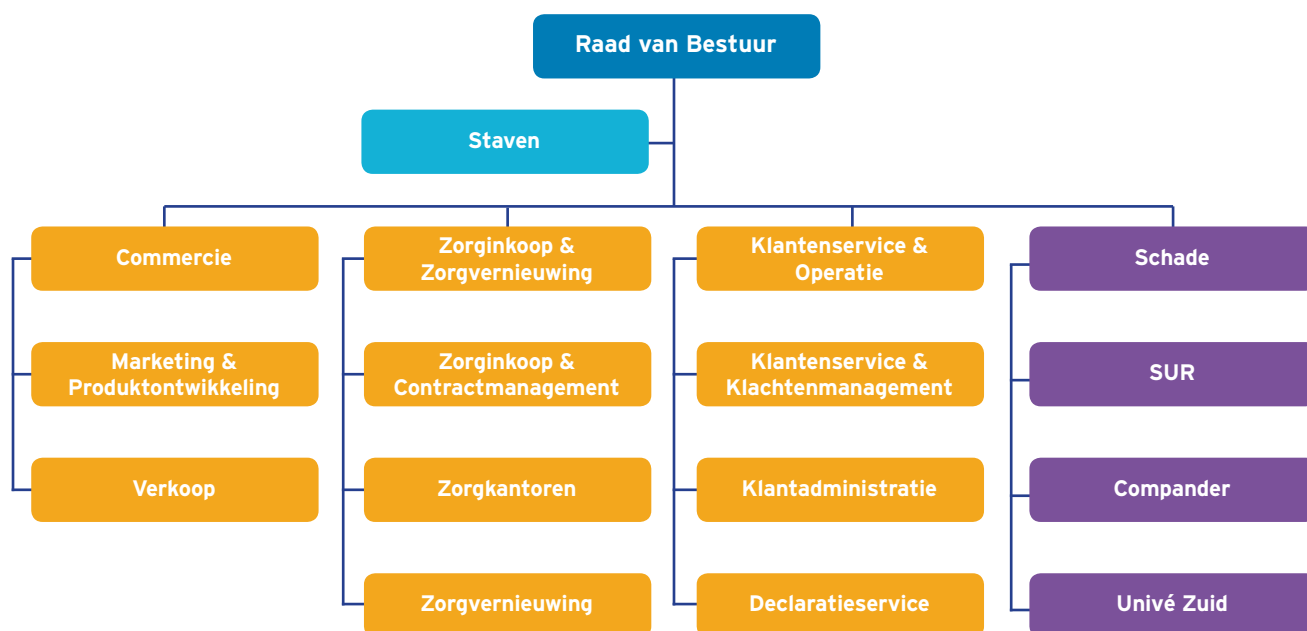 Raad van Bestuur
Staven
Commercie
Zorginkoop &
Zorgvernieuwing
Klantenservice &
Operatie
Schade
Marketing &
Produktontwikkeling
Zorginkoop &
Contractmanagement
Klantenservice &
Klachtenmanagement
SUR
Verkoop
Zorgkantoren
Klantadministratie
Compander
Zorgvernieuwing
Declaratieservice
Univé Zuid